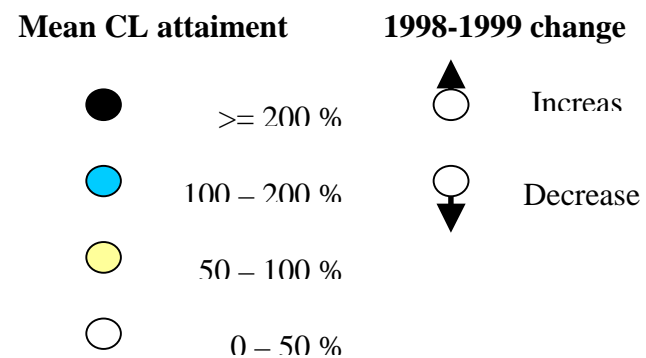 Mean CL attaiment
1998-1999 change
>= 200 %
Increas
100 – 200 %
Decrease
50 – 100 %
0 – 50 %